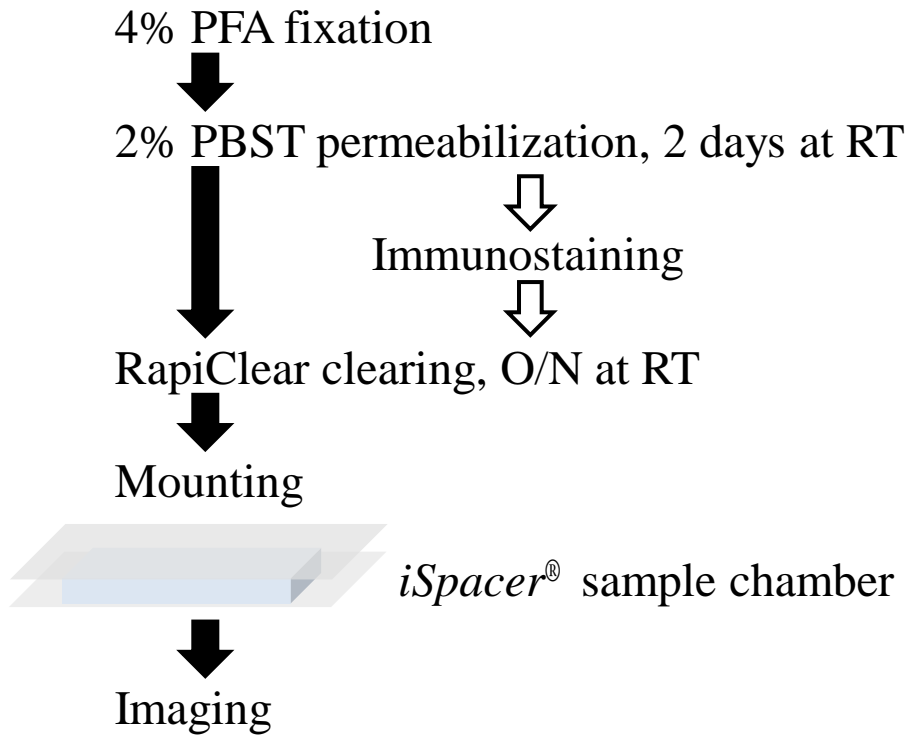 4% PFA fixation
2% PBST permeabilization, 2 days at RT
Immunostaining
RapiClear clearing, O/N at RT
Mounting
iSpacer® sample chamber
Imaging